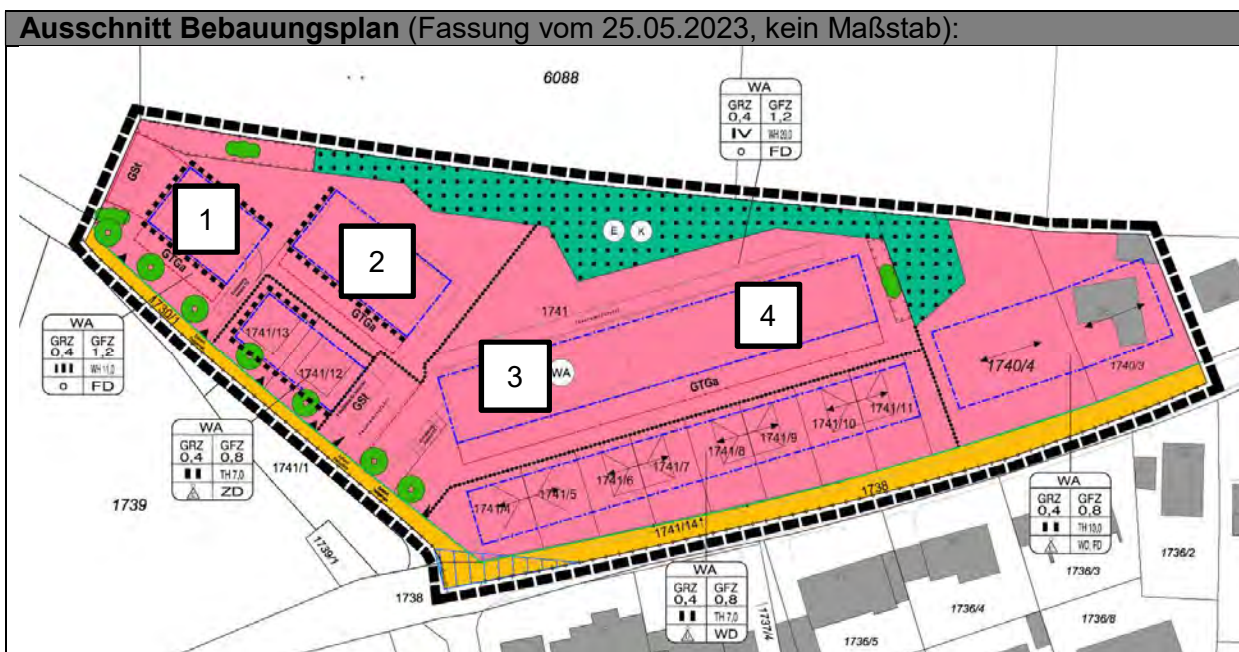 Ausschnitt Bebauungsplan (Fassung vom 25.05.2023, kein Maßstab):
6088
WA
GRZ GFZ
0,4 1,2
IV WH 20,0
o FD
GSt
1
2
GTGa
GTGa
1730/1
1741
4
E K
3
WA
1741/13
1741/12
GSt
GTGa
1740/4
1740/3
WA
GRZ GFZ
0,4 1,2
III WH 11,0
o FD
WA
GRZ GFZ
0,4 0,8
II TH 7,0
ZD
1741/1
1739
1739/1
1738
1741/4
1741/5
1741/6
1741/7
1741/8
1741/9
1741/10
1741/11
1741/14
1738
WA
GRZ GFZ
0,4 0,8
II TH 10,0
WD, FD
WA
GRZ GFZ
0,4 0,8
II TH 7,0
WD
1737/4
1736/2
1736/3
1736/4
1736/5
1736/8